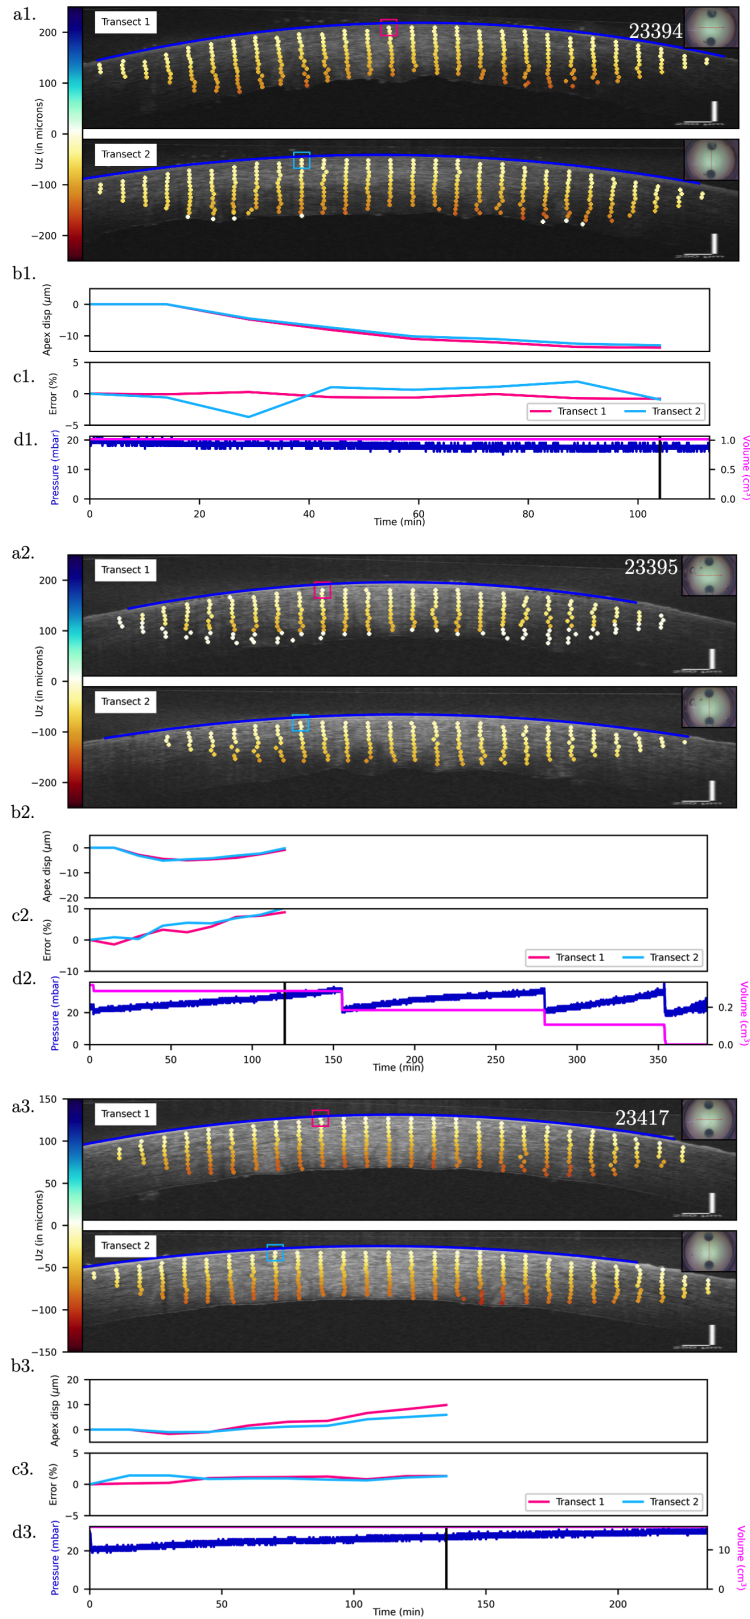 a1.
Transect 1
23394
200
100
0
−100
−200
Uz (in microns)
Transect 2
b1.
Apex disp (μm)
0
−10
c1.
Error (%)
5
0
−5
Transect 1
Transect 2
d1.
Pressure (mbar)
20
10
0
1.0
0.5
0.0
Volume (cm³)
0
20
40
60
80
100
Time (min)
a2.
Transect 1
23395
200
100
0
−100
−200
Uz (in microns)
Transect 2
b2.
Apex disp (μm)
0
−10
−20
c2.
Error (%)
10
0
−10
Transect 1
Transect 2
d2.
Pressure (mbar)
20
0
0.2
0.0
Volume (cm³)
0
50
100
150
200
250
300
350
Time (min)
a3.
Transect 1
23417
150
100
50
0
−50
−100
−150
Uz (in microns)
Transect 2
b3.
Apex disp (μm)
20
10
0
c3.
Error (%)
5
0
−5
Transect 1
Transect 2
d3.
Pressure (mbar)
20
0
10
0
Volume (cm³)
0
50
100
150
200
Time (min)